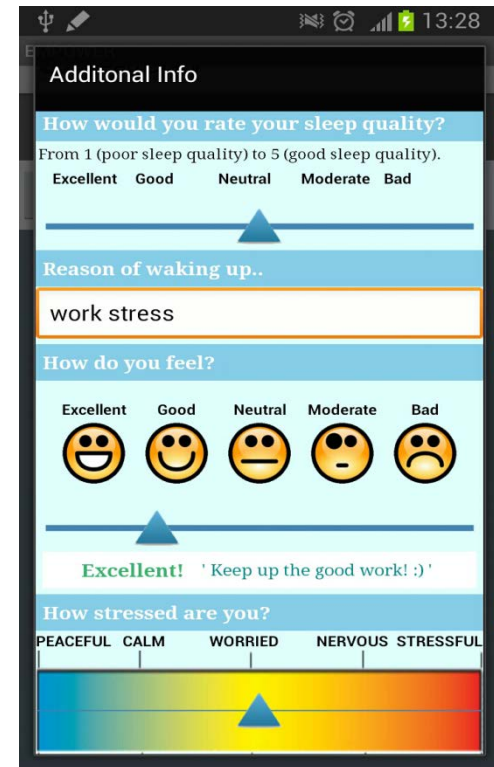 13:28
Additonal Info
How would you rate your sleep quality?
From 1 (poor sleep quality) to 5 (good sleep quality).
Excellent Good Neutral Moderate Bad
Reason of waking up..
work stress
How do you feel?
Excellent Good Neutral Moderate Bad
Excellent! ' Keep up the good work! :) '
How stressed are you?
PEACEFUL CALM WORRIED NERVOUS STRESSFUL